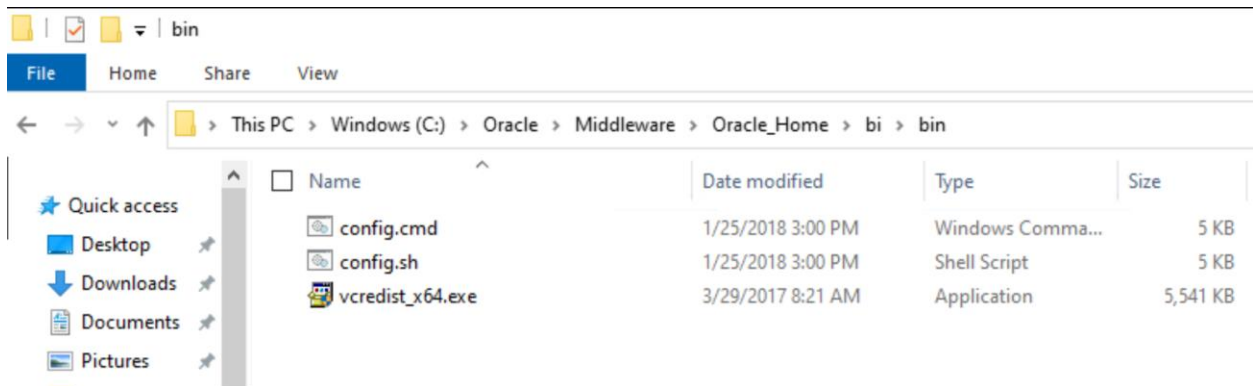 bin
File Home Share View
This PC > Windows (C:) > Oracle > Middleware > Oracle_Home > bi > bin
Name Date modified Type Size
Quick access
config.cmd 1/25/2018 3:00 PM Windows Comma... 5 KB
Desktop
config.sh 1/25/2018 3:00 PM Shell Script 5 KB
Downloads
vcredist_x64.exe 3/29/2017 8:21 AM Application 5,541 KB
Documents
Pictures